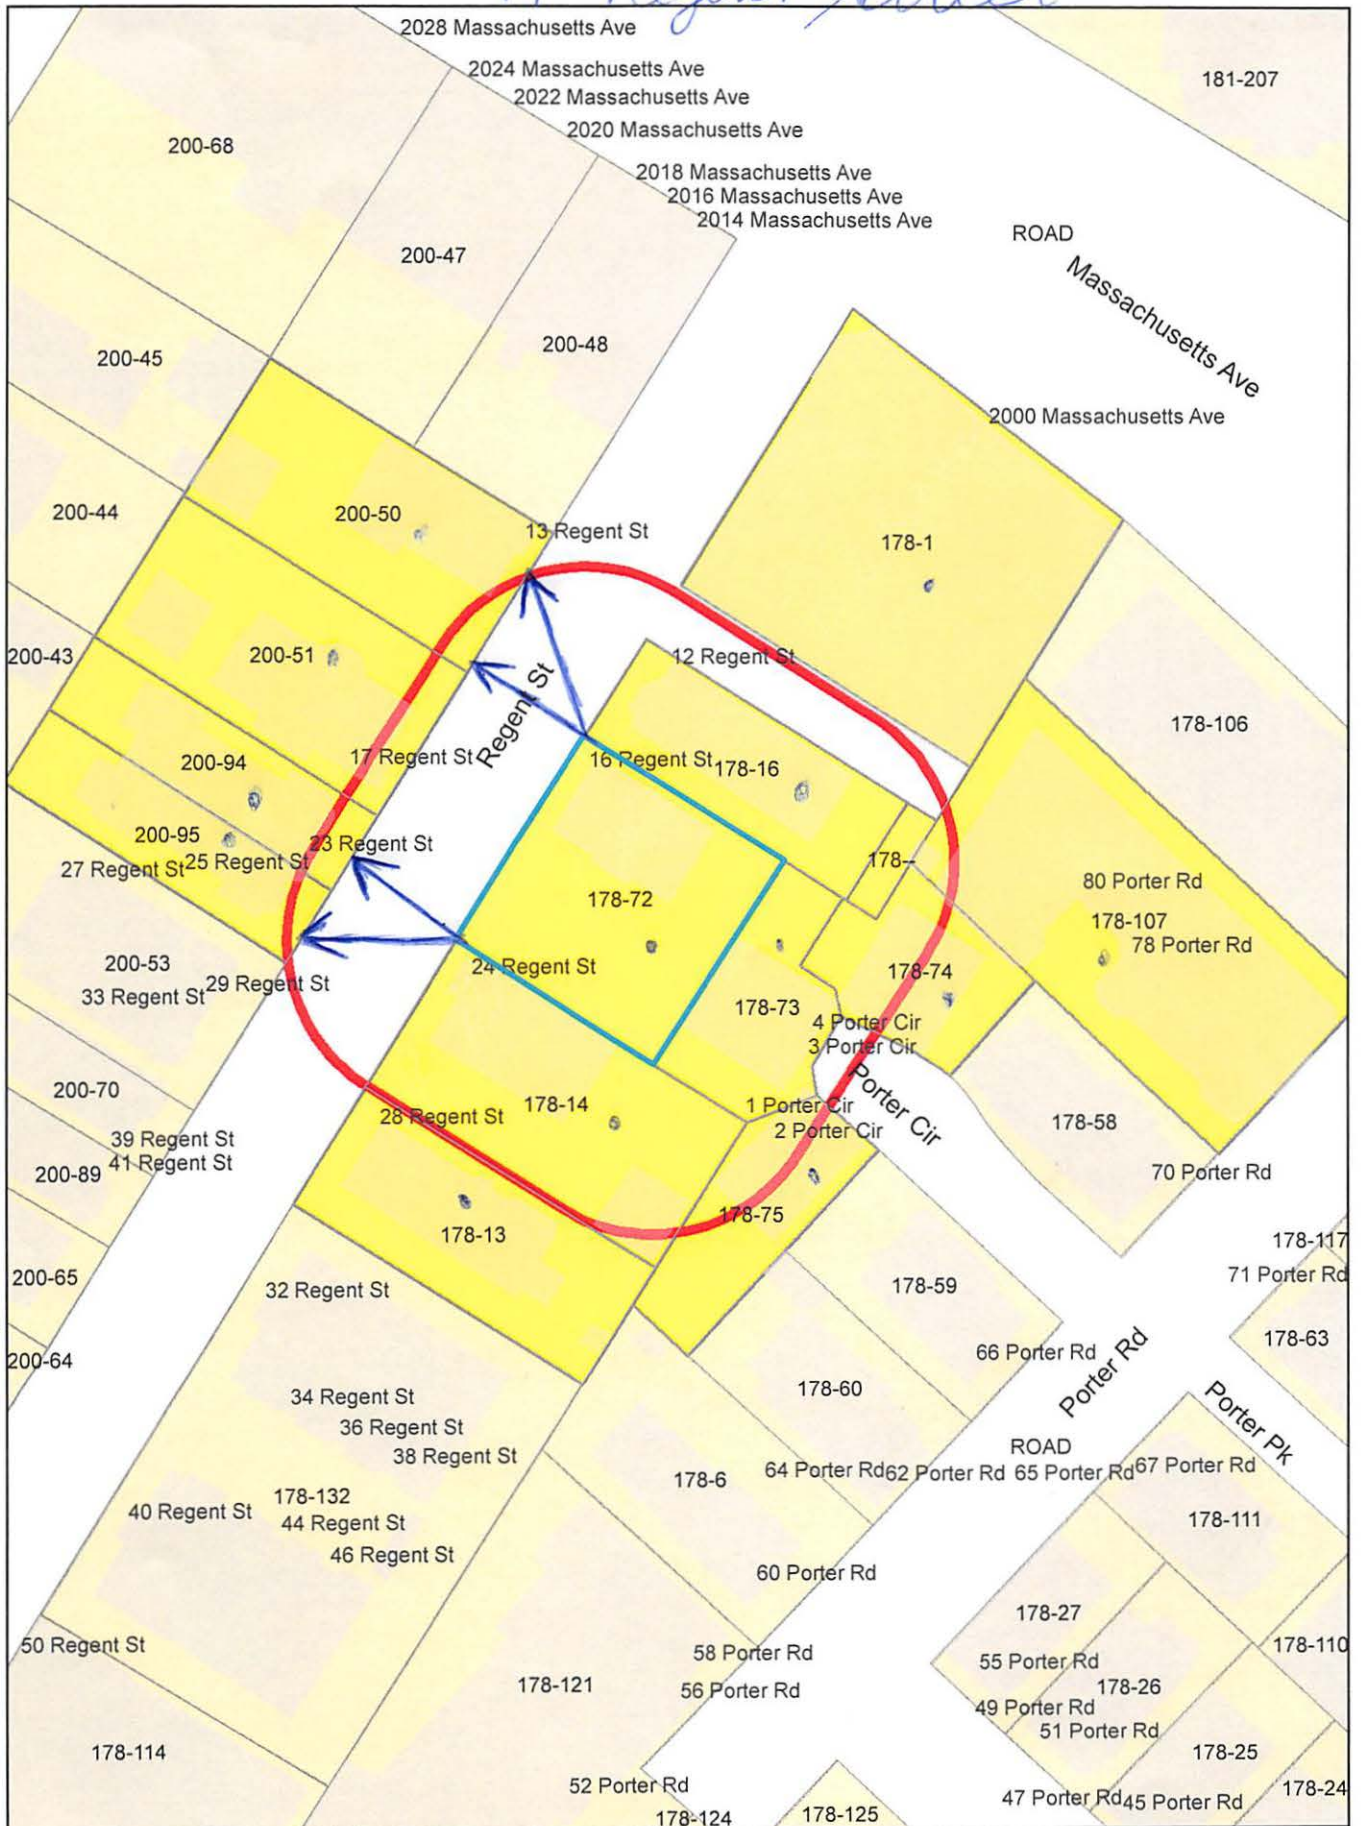 Regent Street
2028 Massachusetts Ave
2024 Massachusetts Ave
181-207
2022 Massachusetts Ave
2020 Massachusetts Ave
200-68
2018 Massachusetts Ave
2016 Massachusetts Ave
2014 Massachusetts Ave
ROAD
200-47
Massachusetts Ave
200-48
200-45
2000 Massachusetts Ave
200-44
200-50
13 Regent St
178-1
200-43
200-51
12 Regent St
Regent St
178-106
17 Regent St
16 Regent St
178-16
200-94
200-95
23 Regent St
27 Regent St
25 Regent St
178--
80 Porter Rd
178-72
178-107
78 Porter Rd
200-53
24 Regent St
178-74
33 Regent St
29 Regent St
178-73
4 Porter Cir
3 Porter Cir
Porter Cir
200-70
28 Regent St
178-14
1 Porter Cir
2 Porter Cir
178-58
39 Regent St
41 Regent St
200-89
70 Porter Rd
178-75
178-13
178-117
200-65
32 Regent St
178-59
71 Porter Rd
200-64
66 Porter Rd
178-63
34 Regent St
178-60
Porter Rd
Porter Pk
36 Regent St
38 Regent St
ROAD
178-6
64 Porter Rd
62 Porter Rd
65 Porter Rd
67 Porter Rd
178-132
40 Regent St
44 Regent St
178-111
46 Regent St
60 Porter Rd
178-27
50 Regent St
58 Porter Rd
178-110
55 Porter Rd
178-121
56 Porter Rd
178-26
49 Porter Rd
51 Porter Rd
178-114
178-25
52 Porter Rd
178-24
47 Porter Rd
45 Porter Rd
178-124
178-125